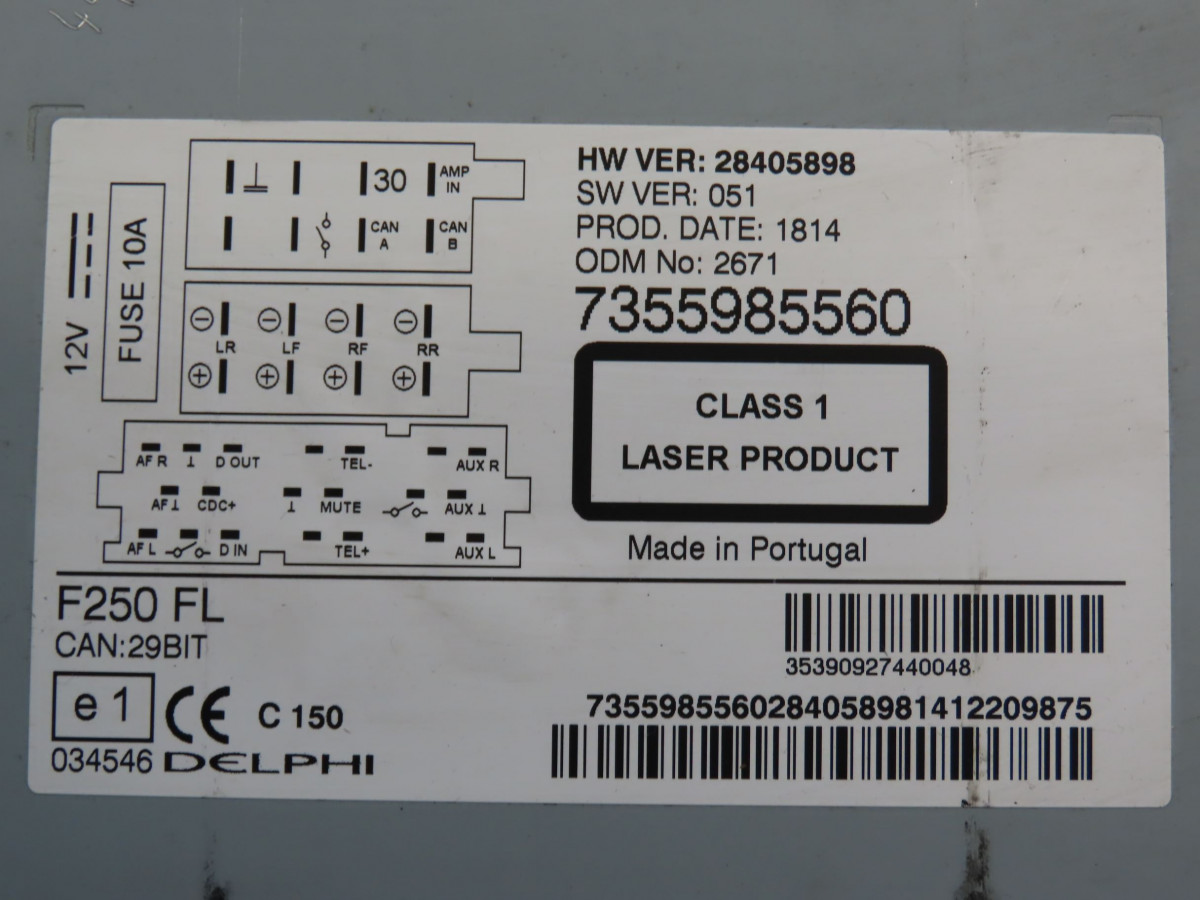 12V
FUSE 10A
30 AMP IN
CAN A CAN B
- - - -
LR LF RF RR
+ + + +
AF R ⊥ D OUT TEL- AUX R
AF⊥ CDC+ ⊥ MUTE AUX ⊥
AF L D IN TEL+ AUX L
HW VER: 28405898
SW VER: 051
PROD. DATE: 1814
ODM No: 2671
7355985560
CLASS 1
LASER PRODUCT
Made in Portugal
F250 FL
CAN:29BIT
e 1 CE C 150
034546 DELPHI
35390927440048
7355985560284058981412209875